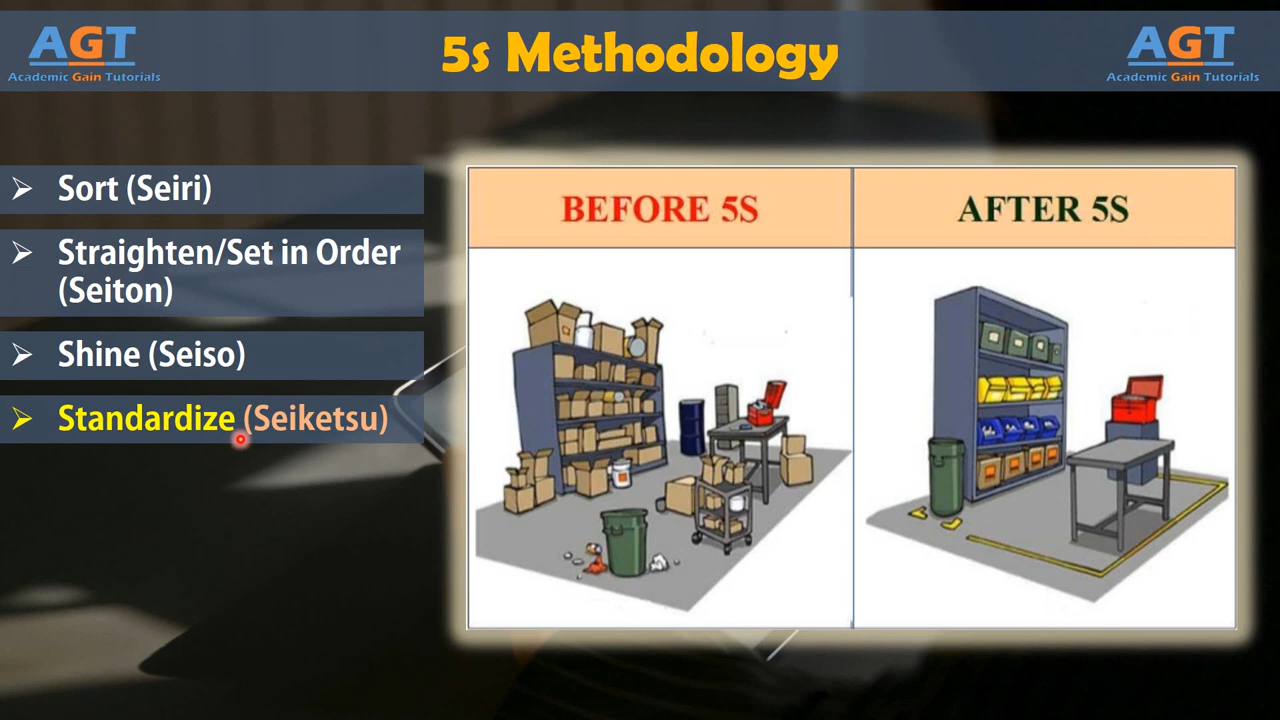 AGT
Academic Gain Tutorials
5s Methodology
AGT
Academic Gain Tutorials
Sort (Seiri)
Straighten/Set in Order
(Seiton)
Shine (Seiso)
Standardize (Seiketsu)
BEFORE 5S
AFTER 5S